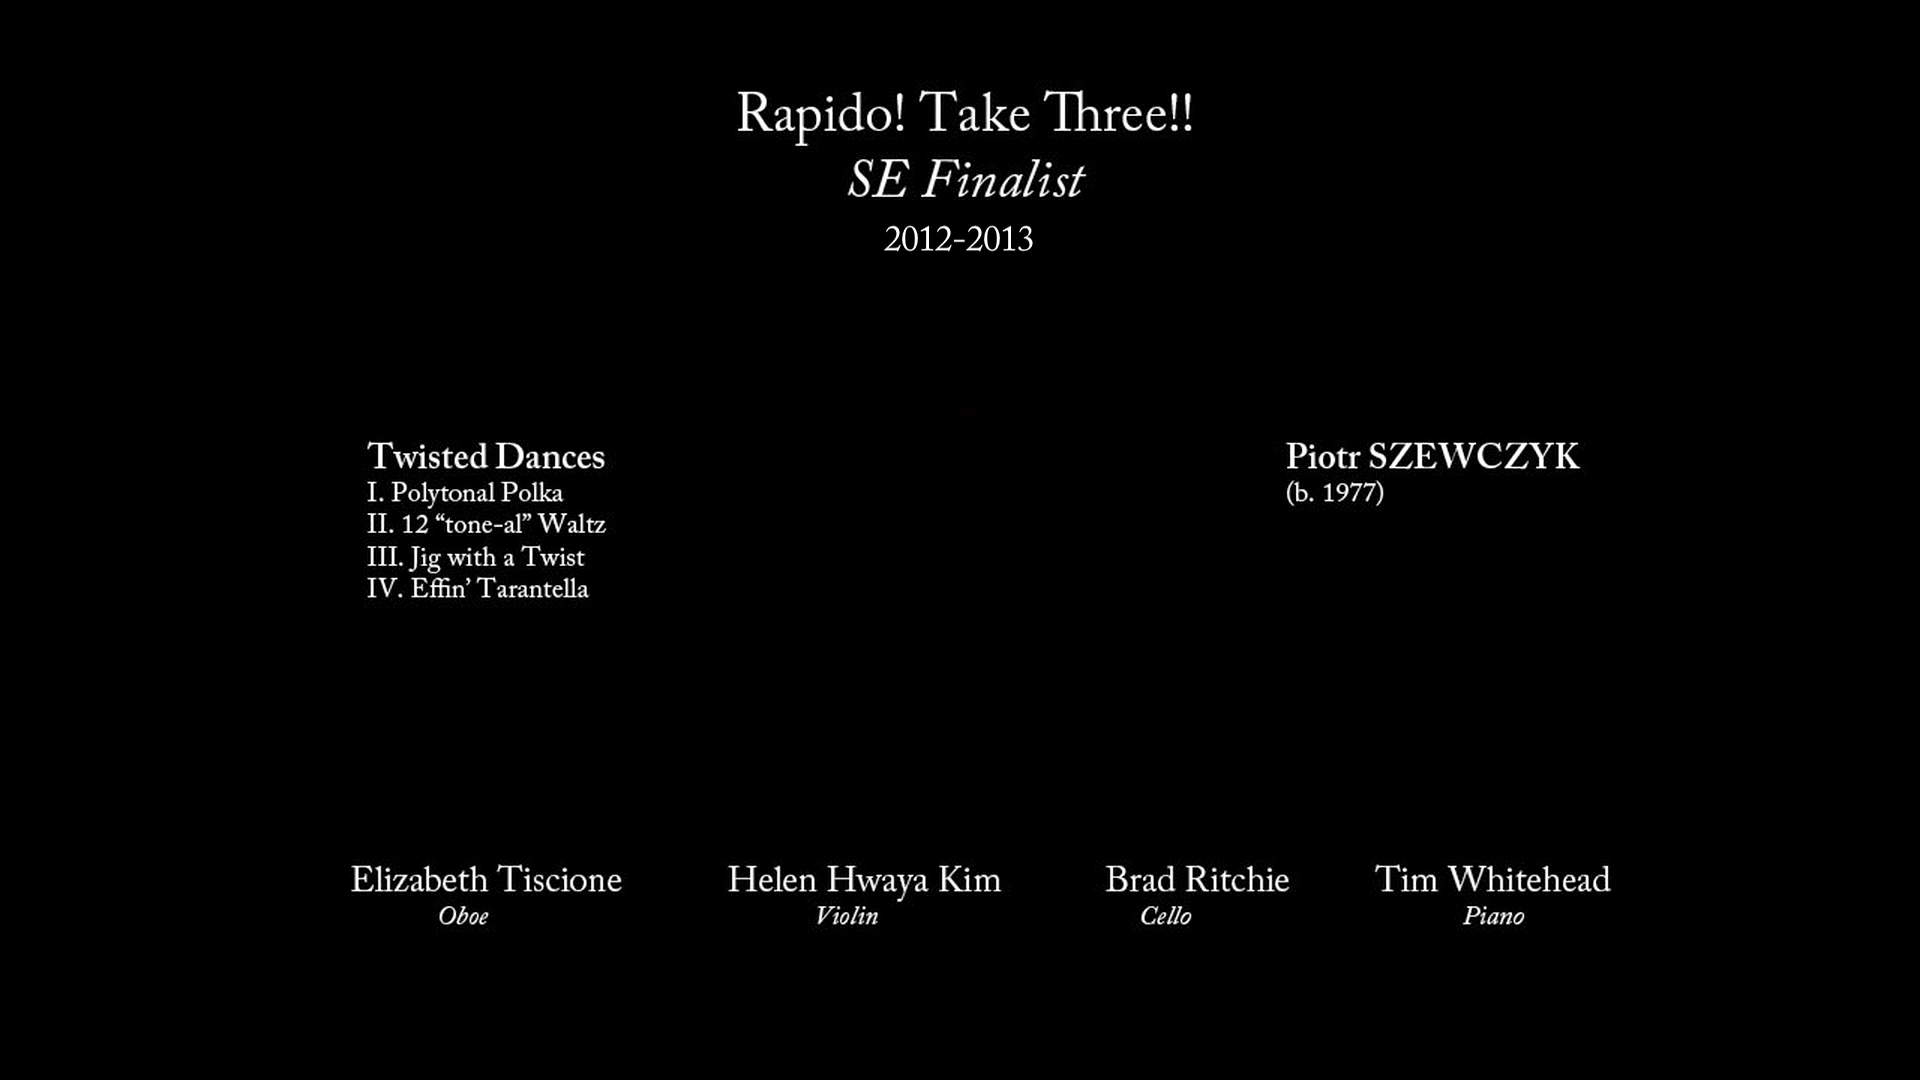 Rapido! Take Three!!
SE Finalist
2012-2013
Twisted Dances
I. Polytonal Polka
II. 12 “tone-al” Waltz
III. Jig with a Twist
IV. Effin’ Tarantella
Piotr SZEWCZYK
(b. 1977)
Elizabeth Tiscione
Oboe
Helen Hwaya Kim
Violin
Brad Ritchie
Cello
Tim Whitehead
Piano